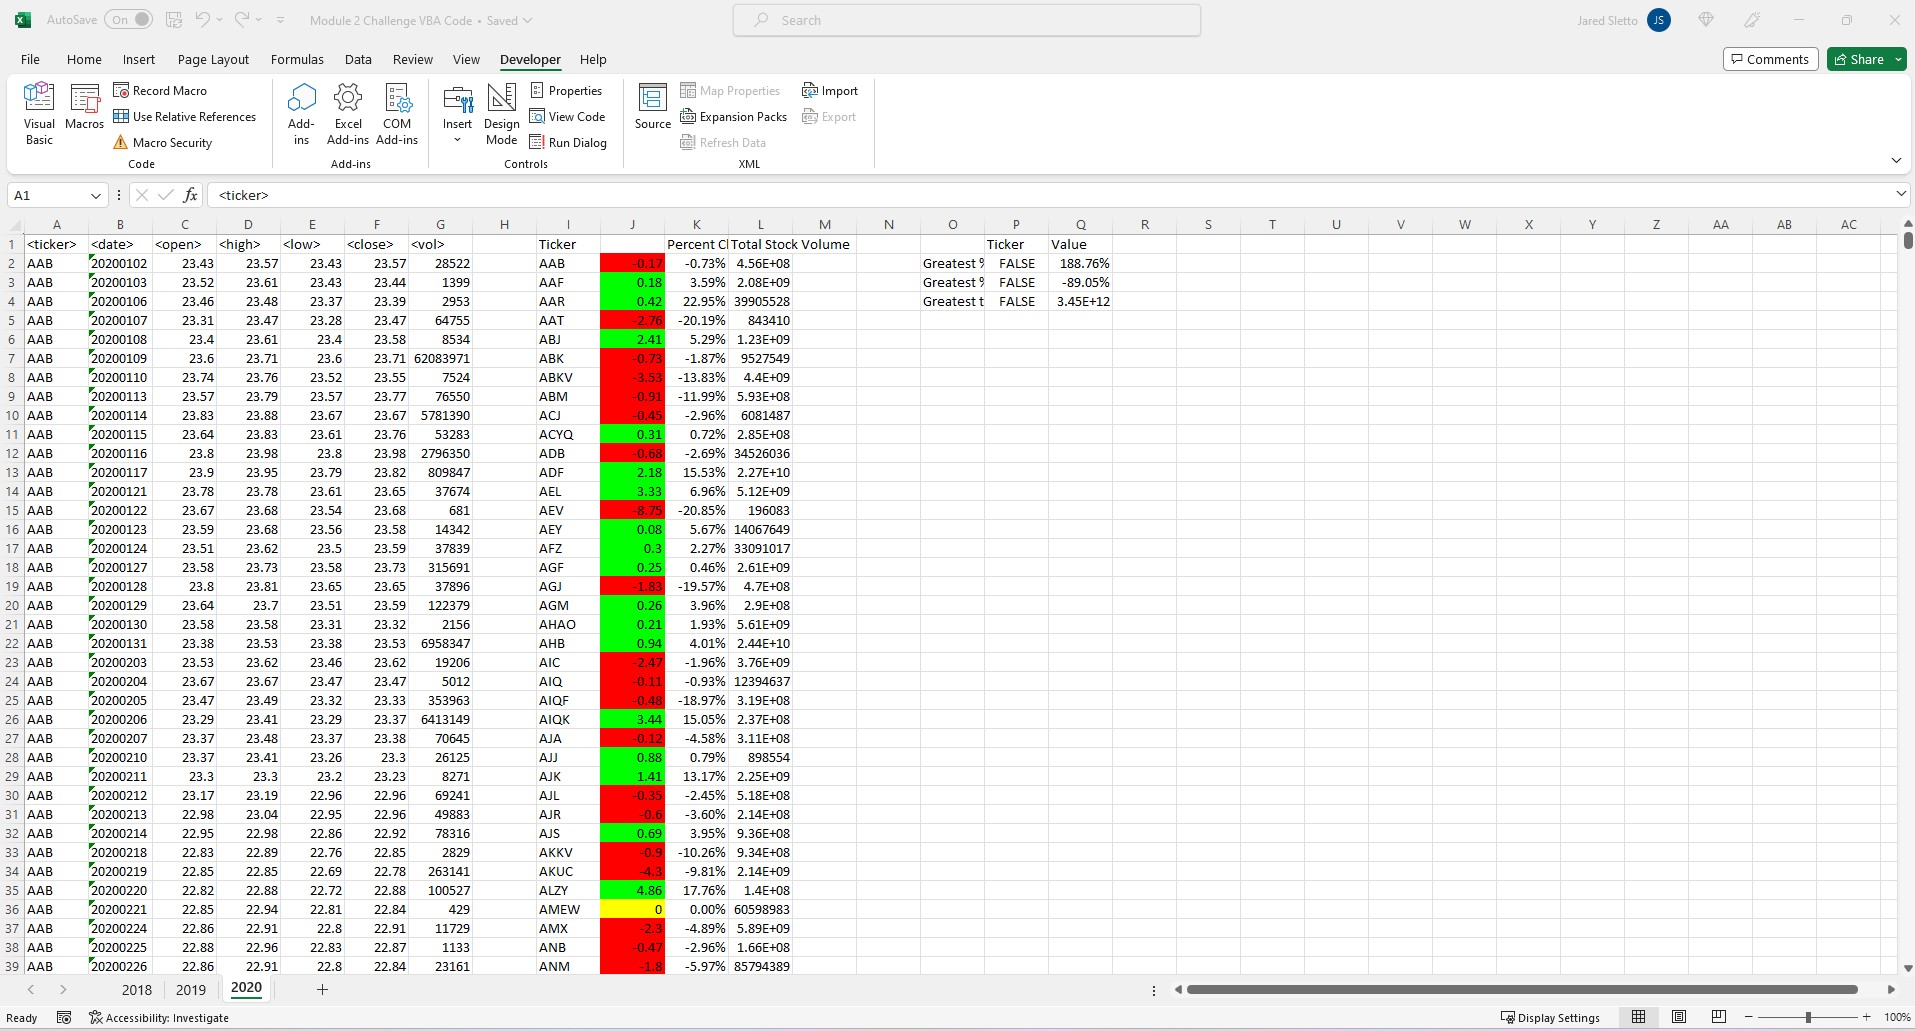 AutoSave On Module 2 Challenge VBA Code • Saved Search Jared Sletto JS
File Home Insert Page Layout Formulas Data Review View Developer Help Comments Share
Visual Basic
Macros
Record Macro
Use Relative References
Macro Security
Code
Add-ins
Excel Add-ins
COM Add-ins
Add-ins
Insert
Design Mode
Properties
View Code
Run Dialog
Controls
Source
Map Properties
Expansion Packs
Refresh Data
Import
Export
XML
A1 fx <ticker>
A B C D E F G H I J K L M N O P Q R S T U V W X Y Z AA AB AC
1 <ticker> <date> <open> <high> <low> <close> <vol> Ticker Percent Cl Total Stock Volume Ticker Value
2 AAB 20200102 23.43 23.57 23.43 23.57 28522 AAB -0.17 -0.73% 4.56E+08 Greatest % FALSE 188.76%
3 AAB 20200103 23.52 23.61 23.43 23.44 1399 AAF 0.18 3.59% 2.08E+09 Greatest % FALSE -89.05%
4 AAB 20200106 23.46 23.48 23.37 23.39 2953 AAR 0.42 22.95% 39905528 Greatest t FALSE 3.45E+12
5 AAB 20200107 23.31 23.47 23.28 23.47 64755 AAT -2.76 -20.19% 843410
6 AAB 20200108 23.4 23.61 23.4 23.58 8534 ABJ 2.41 5.29% 1.23E+09
7 AAB 20200109 23.6 23.71 23.6 23.71 62083971 ABK -0.73 -1.87% 9527549
8 AAB 20200110 23.74 23.76 23.52 23.55 7524 ABKV -3.53 -13.83% 4.4E+09
9 AAB 20200113 23.57 23.79 23.57 23.77 76550 ABM -0.91 -11.99% 5.93E+08
10 AAB 20200114 23.83 23.88 23.67 23.67 5781390 ACJ -0.45 -2.96% 6081487
11 AAB 20200115 23.64 23.83 23.61 23.76 53283 ACYQ 0.31 0.72% 2.85E+08
12 AAB 20200116 23.8 23.98 23.8 23.98 2796350 ADB -0.68 -2.69% 34526036
13 AAB 20200117 23.9 23.95 23.79 23.82 809847 ADF 2.18 15.53% 2.27E+10
14 AAB 20200121 23.78 23.78 23.61 23.65 37674 AEL 3.33 6.96% 5.12E+09
15 AAB 20200122 23.67 23.68 23.54 23.68 681 AEV -8.75 -20.85% 196083
16 AAB 20200123 23.59 23.68 23.56 23.58 14342 AEY 0.08 5.67% 14067649
17 AAB 20200124 23.51 23.62 23.5 23.59 37839 AFZ 0.3 2.27% 33091017
18 AAB 20200127 23.58 23.73 23.58 23.73 315691 AGF 0.25 0.46% 2.61E+09
19 AAB 20200128 23.8 23.81 23.65 23.65 37896 AGJ -1.83 -19.57% 4.7E+08
20 AAB 20200129 23.64 23.7 23.51 23.59 122379 AGM 0.26 3.96% 2.9E+08
21 AAB 20200130 23.58 23.58 23.31 23.32 2156 AHAO 0.21 1.93% 5.61E+09
22 AAB 20200131 23.38 23.53 23.38 23.53 6958347 AHB 0.94 4.01% 2.44E+10
23 AAB 20200203 23.53 23.62 23.46 23.62 19206 AIC -2.47 -1.96% 3.76E+09
24 AAB 20200204 23.67 23.67 23.47 23.47 5012 AIQ -0.11 -0.93% 12394637
25 AAB 20200205 23.47 23.49 23.32 23.33 353963 AIQF -0.48 -18.97% 3.19E+08
26 AAB 20200206 23.29 23.41 23.29 23.37 6413149 AIQK 3.44 15.05% 2.37E+08
27 AAB 20200207 23.37 23.48 23.37 23.38 70645 AJA -0.12 -4.58% 3.11E+08
28 AAB 20200210 23.37 23.41 23.26 23.3 26125 AJJ 0.88 0.79% 898554
29 AAB 20200211 23.3 23.3 23.2 23.23 8271 AJK 1.41 13.17% 2.25E+09
30 AAB 20200212 23.17 23.19 22.96 22.96 69241 AJL -0.35 -2.45% 5.18E+08
31 AAB 20200213 22.98 23.04 22.95 22.96 49883 AJR -0.6 -3.60% 2.14E+08
32 AAB 20200214 22.95 22.98 22.86 22.92 78316 AJS 0.69 3.95% 9.36E+08
33 AAB 20200218 22.83 22.89 22.76 22.85 2829 AKKV -0.9 -10.26% 9.34E+08
34 AAB 20200219 22.85 22.85 22.69 22.78 263141 AKUC -4.3 -9.81% 2.14E+09
35 AAB 20200220 22.82 22.88 22.72 22.88 100527 ALZY 4.86 17.76% 1.4E+08
36 AAB 20200221 22.85 22.94 22.81 22.84 429 AMEW 0 0.00% 60598983
37 AAB 20200224 22.86 22.91 22.8 22.91 11729 AMX -2.3 -4.89% 5.89E+09
38 AAB 20200225 22.88 22.96 22.83 22.87 1133 ANB -0.47 -2.96% 1.66E+08
39 AAB 20200226 22.86 22.91 22.8 22.84 23161 ANM -1.8 -5.97% 85794389
2018 2019 2020
Ready Accessibility: Investigate Display Settings 100%